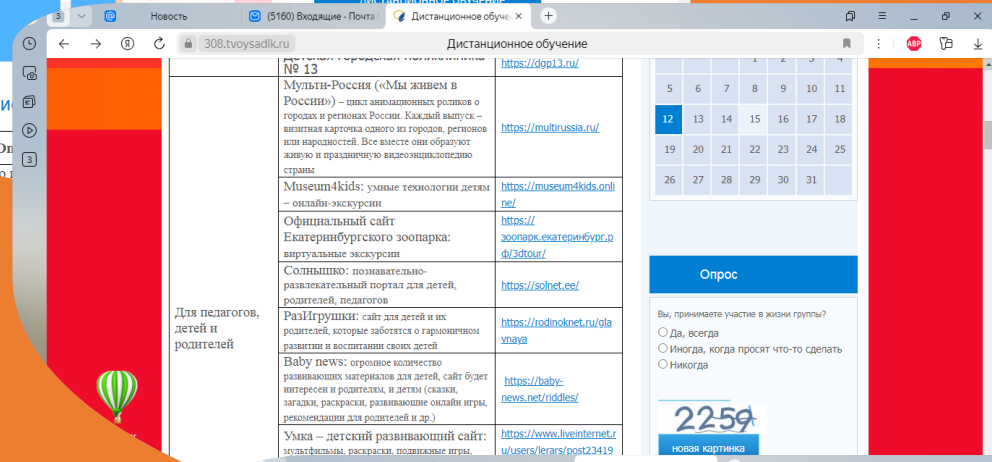 3
Новость
(5160) Входящие - Почта
Дистанционное обуче
308.tvoysadik.ru
Дистанционное обучение
3
№ 13
https://dgp13.ru/
Мульти-Россия («Мы живем в
России») – цикл анимационных роликов о
городах и регионах России. Каждый выпуск –
визитная карточка одного из городов, регионов
или народностей. Все вместе они образуют
живую и праздничную видеоэнциклопедию
страны
https://multirussia.ru/
Museum4kids: умные технологии детям
– онлайн-экскурсии
https://museum4kids.onli
ne/
Официальный сайт
Екатеринбургского зоопарка:
виртуальные экскурсии
https://
зоопарк.екатеринбург.р
ф/3dtour/
Солнышко: познавательно-
развлекательный портал для детей,
родителей, педагогов
https://solnet.ee/
Для педагогов,
детей и
родителей
РазИгрушки: сайт для детей и их
родителей, которые заботятся о гармоничном
развитии и воспитании своих детей
https://rodinoknet.ru/gla
vnaya
Baby news: огромное количество
развивающих материалов для детей, сайт будет
интересен и родителям, и детям (сказки,
загадки, раскраски, развивающие онлайн игры,
рекомендации для родителей и др.)
https://baby-
news.net/riddles/
Умка – детский развивающий сайт:
мультфильмы, раскраски, подвижные игры,
https://www.liveinternet.r
u/users/lerars/post23419
1 2 3 4
5 6 7 8 9 10 11
12 13 14 15 16 17 18
19 20 21 22 23 24 25
26 27 28 29 30 31
Опрос
Вы, принимаете участие в жизни группы?
Да, всегда
Иногда, когда просят что-то сделать
Никогда
2259
новая картинка
ABP